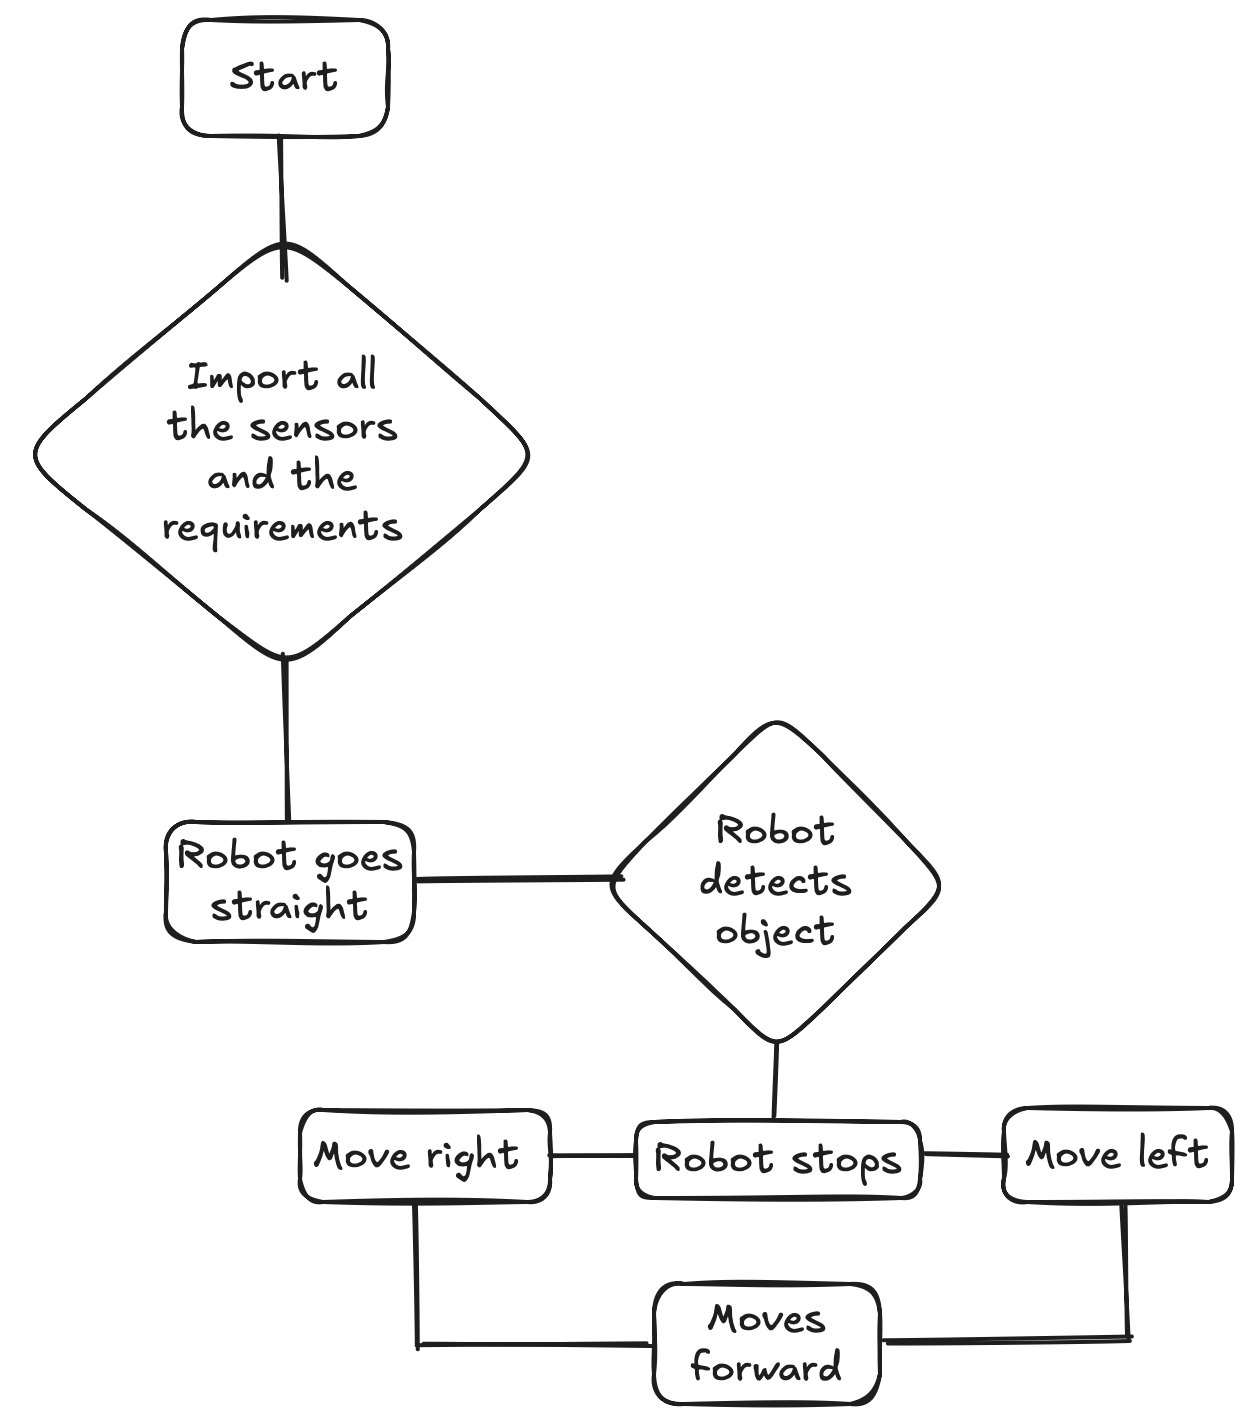 Start
Import all
the sensors
and the
requirements
Robot goes
straight
Robot
detects
object
Move right
Robot stops
Move left
Moves
forward